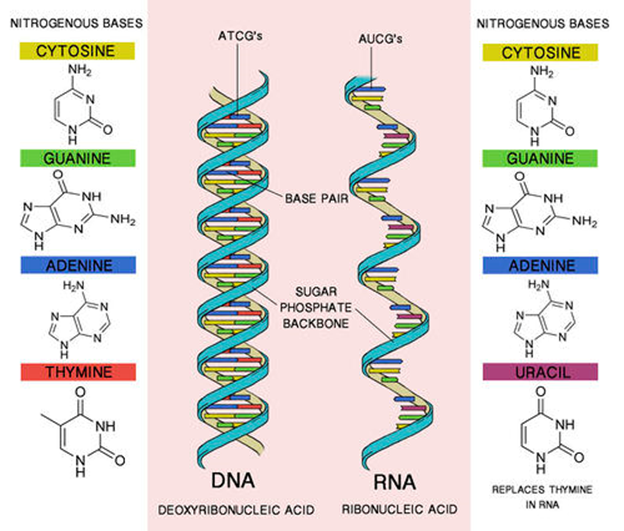 NITROGENOUS BASES
CYTOSINE
NH₂
N
N
H
O
GUANINE
O
N
NH
N
H
N
NH₂
ADENINE
H₂N
N
N
N
H
N
THYMINE
O
NH
N
H
O
ATCG's
AUCG's
BASE PAIR
SUGAR
PHOSPHATE
BACKBONE
DNA
DEOXYRIBONUCLEIC ACID
RNA
RIBONUCLEIC ACID
NITROGENOUS BASES
CYTOSINE
NH₂
N
N
H
O
GUANINE
O
N
NH
N
H
N
NH₂
ADENINE
H₂N
N
N
N
H
N
URACIL
O
NH
N
H
O
REPLACES THYMINE
IN RNA